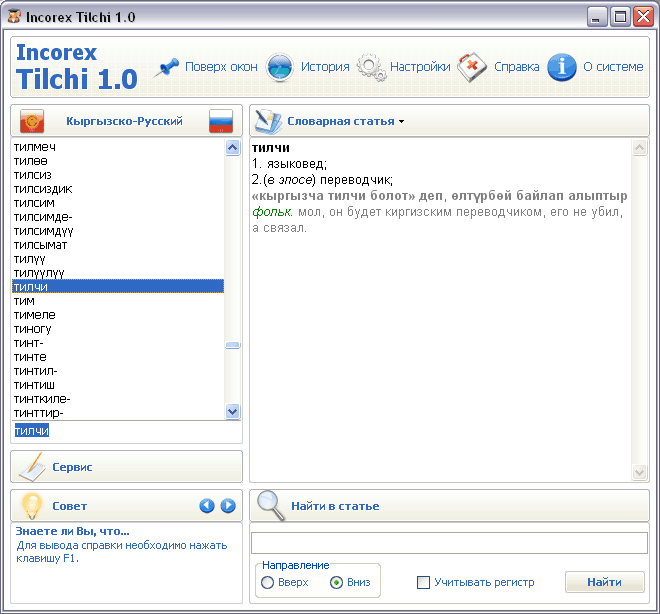 Incorex Tilchi 1.0
Incorex
Tilchi 1.0
Поверх окон
История
Настройки
Справка
О системе
Кыргызско-Русский
тилмеч
тилөө
тилсиз
тилсиздик
тилсим
тилсимде-
тилсимдүү
тилсымат
тилүү
тилүүлүү
тилчи
тим
тимеле
тиногу
тинт-
тинте
тинтил-
тинтиш
тинткиле-
тинттир-
тилчи
Сервис
Совет
Знаете ли Вы, что...
Для вывода справки необходимо нажать
клавишу F1.
Словарная статья
тилчи
1. языковед;
2.(в эпосе) переводчик;
«кыргызча тилчи болот» деп, өлтүрбөй байлап алыптыр
фольк. мол, он будет киргизским переводчиком, его не убил,
а связал.
Найти в статье
Направление
Вверх
Вниз
Учитывать регистр
Найти